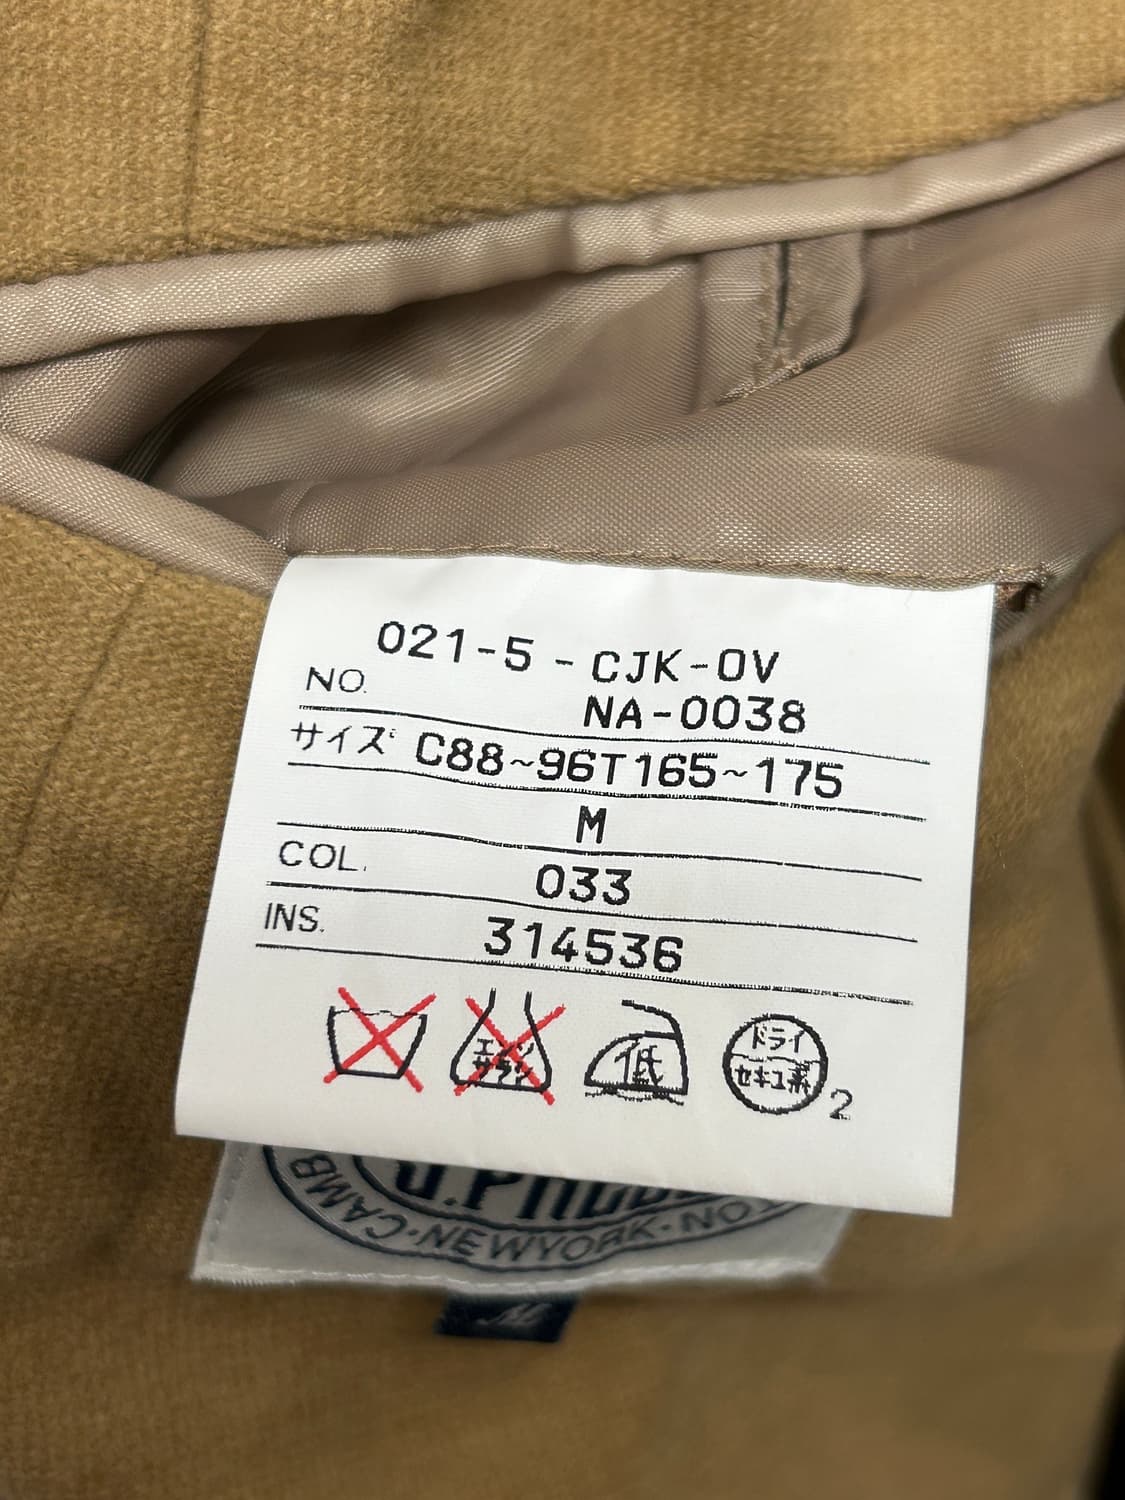 021-5-CJK-OV
NO.
NA-0038
サイズ C88~96T165~175
M
COL. 033
INS. 314536
エンソ
サラシ
低
ドライ
セキユ系
2
NEWYORK
M